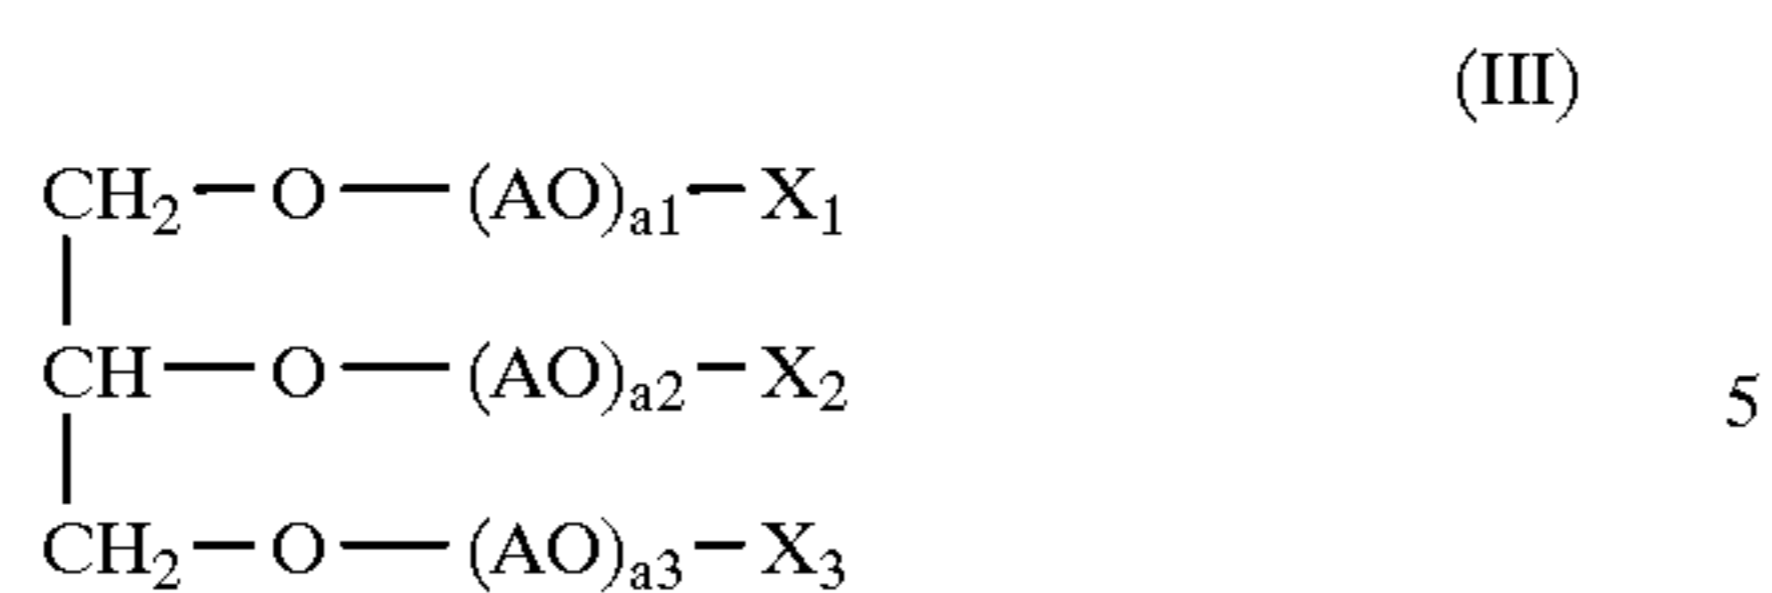 (III)
CH₂—O—(AO)ₐ₁—X₁
CH—O—(AO)ₐ₂—X₂
5
CH₂—O—(AO)ₐ₃—X₃